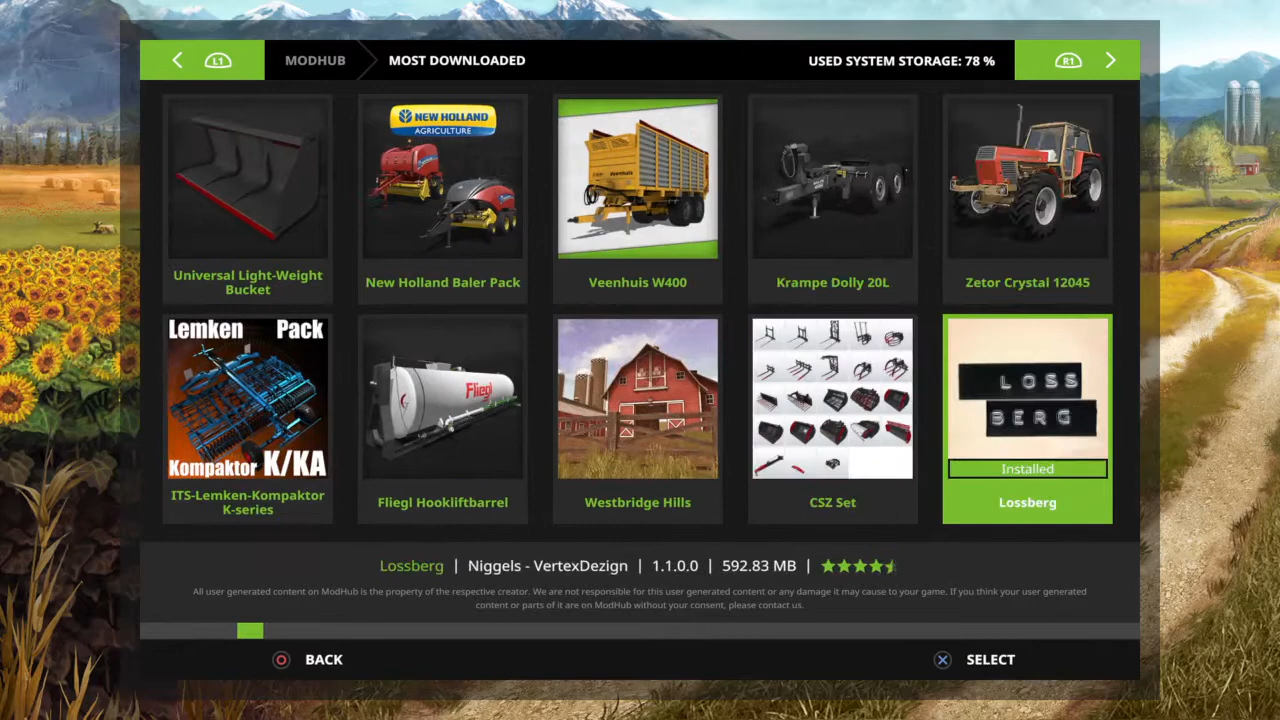 L1
MODHUB
MOST DOWNLOADED
USED SYSTEM STORAGE: 78 %
R1
NEW HOLLAND
AGRICULTURE
Veenhuis
Universal Light-Weight
Bucket
New Holland Baler Pack
Veenhuis W400
Krampe Dolly 20L
Zetor Crystal 12045
Lemken Pack
Kompaktor K/KA
Fliegl
LOSS
BERG
Installed
ITS-Lemken-Kompaktor
K-series
Fliegl Hookliftbarrel
Westbridge Hills
CSZ Set
Lossberg
Lossberg | Niggels - VertexDezign | 1.1.0.0 | 592.83 MB |
All user generated content on ModHub is the property of the respective creator. We are not responsible for this user generated content or any damage it may cause to your game. If you think your user generated
content or parts of it are on ModHub without your consent, please contact us.
BACK
SELECT